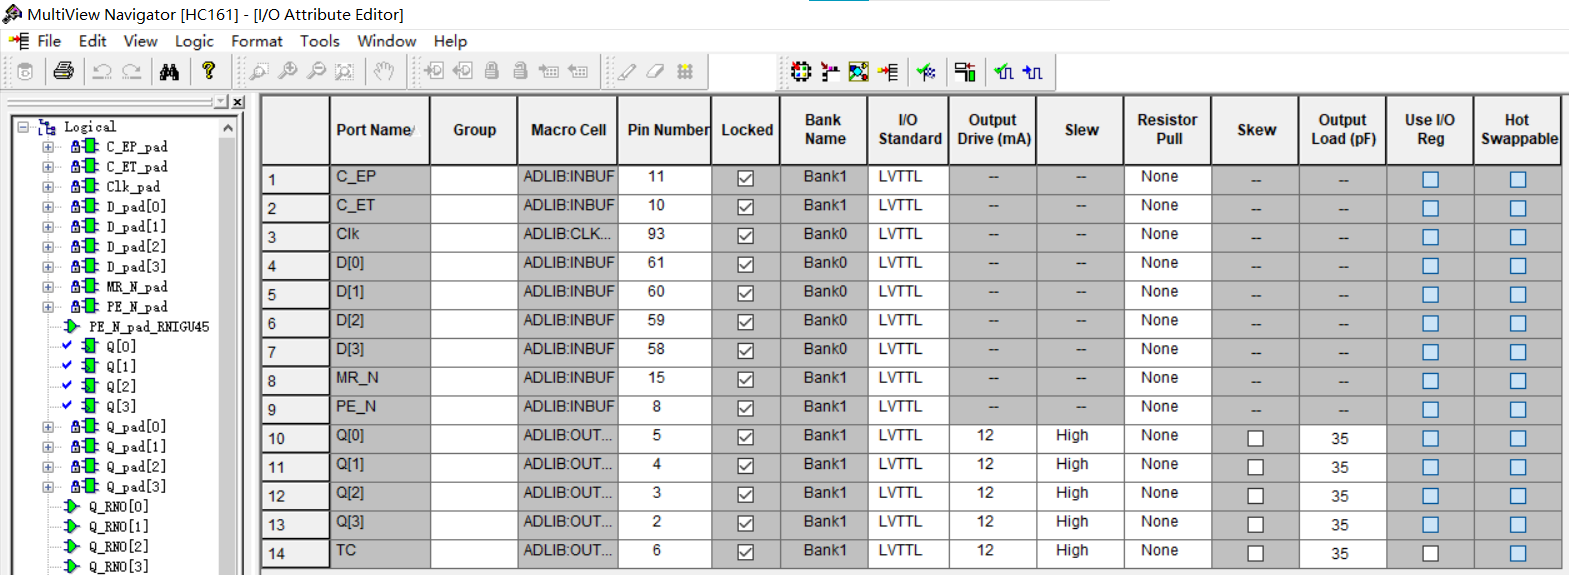 MultiView Navigator [HC161] - [I/O Attribute Editor]
File Edit View Logic Format Tools Window Help
Logical
C_EP_pad
C_ET_pad
Clk_pad
D_pad[0]
D_pad[1]
D_pad[2]
D_pad[3]
MR_N_pad
PE_N_pad
PE_N_pad_RNIGU45
Q[0]
Q[1]
Q[2]
Q[3]
Q_pad[0]
Q_pad[1]
Q_pad[2]
Q_pad[3]
Q_RNO[0]
Q_RNO[1]
Q_RNO[2]
Q_RNO[3]
Port Name Group Macro Cell Pin Number Locked Bank Name I/O Standard Output Drive (mA) Slew Resistor Pull Skew Output Load (pF) Use I/O Reg Hot Swappable
1 C_EP ADLIB:INBUF 11 Bank1 LVTTL -- -- None -- --
2 C_ET ADLIB:INBUF 10 Bank1 LVTTL -- -- None -- --
3 Clk ADLIB:CLK... 93 Bank0 LVTTL -- -- None -- --
4 D[0] ADLIB:INBUF 61 Bank0 LVTTL -- -- None -- --
5 D[1] ADLIB:INBUF 60 Bank0 LVTTL -- -- None -- --
6 D[2] ADLIB:INBUF 59 Bank0 LVTTL -- -- None -- --
7 D[3] ADLIB:INBUF 58 Bank0 LVTTL -- -- None -- --
8 MR_N ADLIB:INBUF 15 Bank1 LVTTL -- -- None -- --
9 PE_N ADLIB:INBUF 8 Bank1 LVTTL -- -- None -- --
10 Q[0] ADLIB:OUT... 5 Bank1 LVTTL 12 High None 35
11 Q[1] ADLIB:OUT... 4 Bank1 LVTTL 12 High None 35
12 Q[2] ADLIB:OUT... 3 Bank1 LVTTL 12 High None 35
13 Q[3] ADLIB:OUT... 2 Bank1 LVTTL 12 High None 35
14 TC ADLIB:OUT... 6 Bank1 LVTTL 12 High None 35